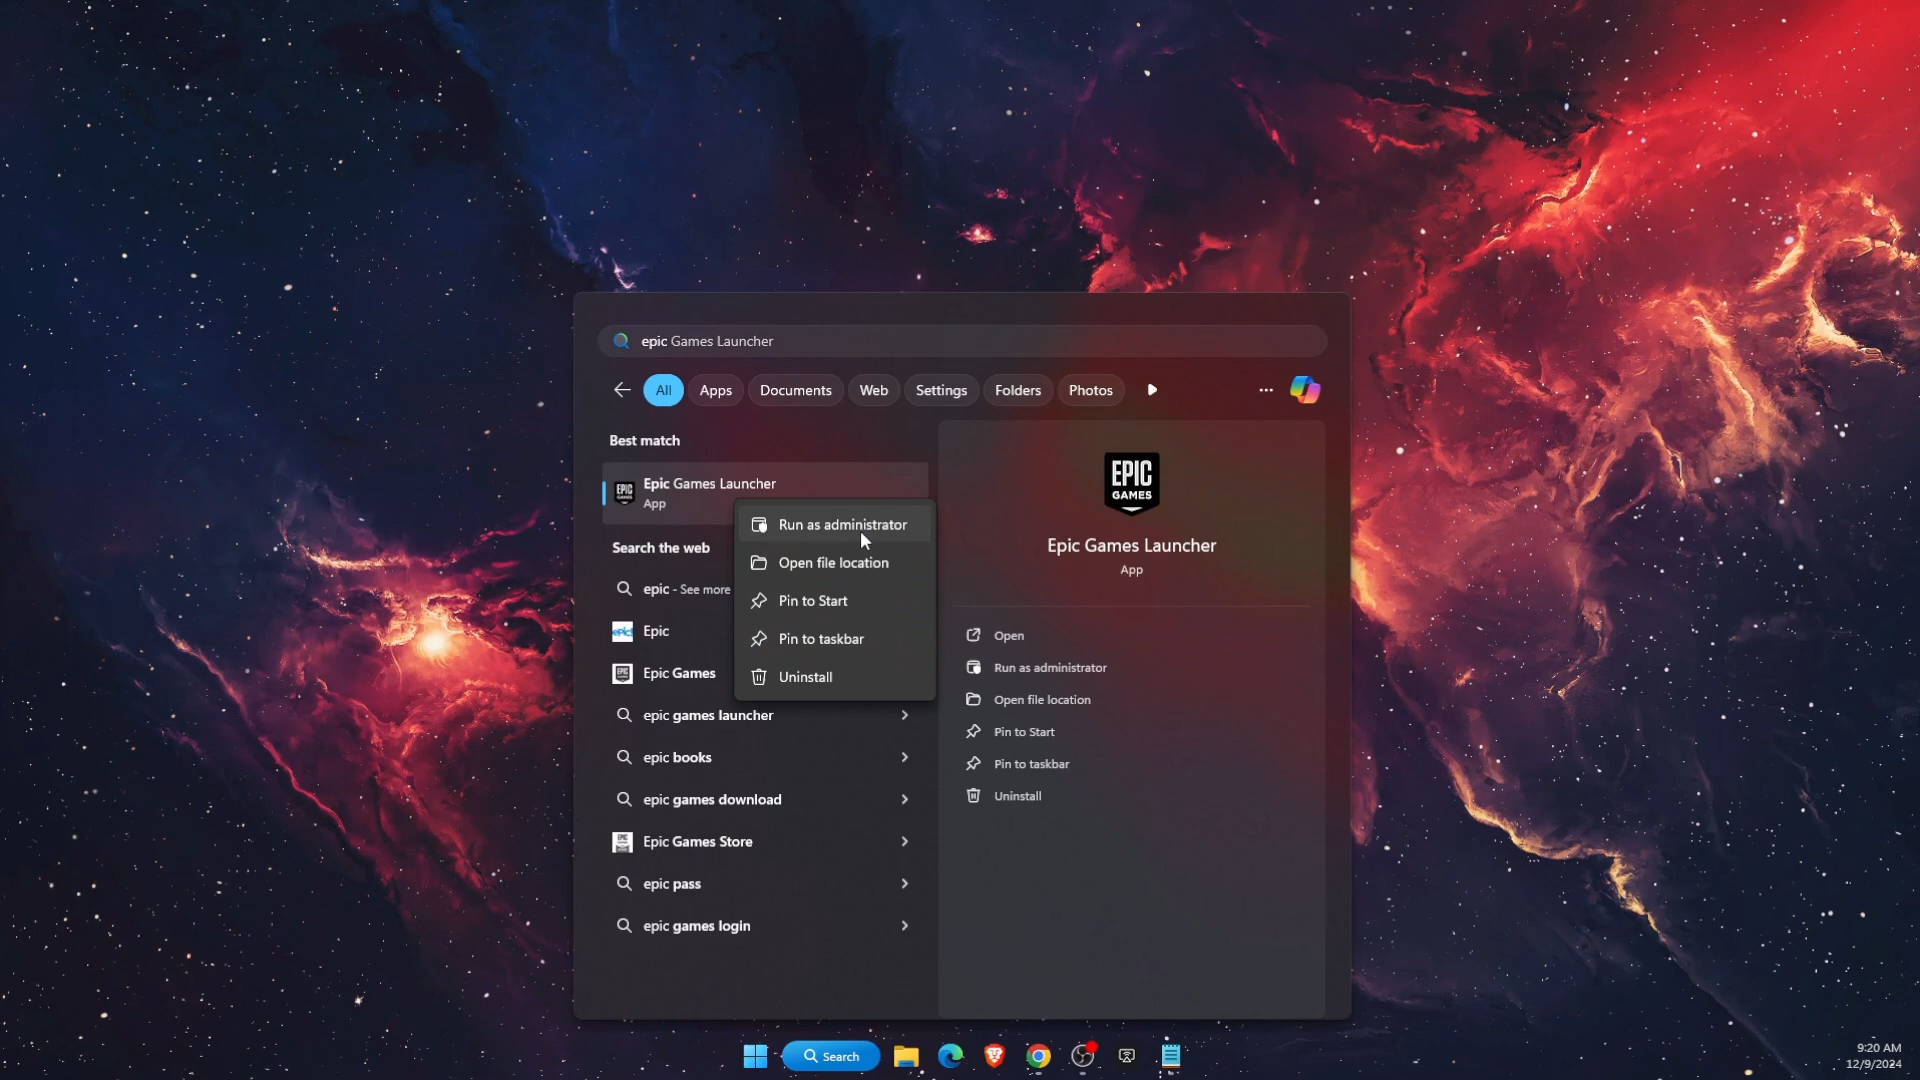 epic Games Launcher
All
Apps
Documents
Web
Settings
Folders
Photos
Best match
Epic Games Launcher
App
Run as administrator
Open file location
Pin to Start
Pin to taskbar
Uninstall
Search the web
epic - See more
Epic
Epic Games
epic games launcher
epic books
epic games download
Epic Games Store
epic pass
epic games login
EPIC
GAMES
Epic Games Launcher
App
Open
Run as administrator
Open file location
Pin to Start
Pin to taskbar
Uninstall
Search
9:20 AM
12/9/2024